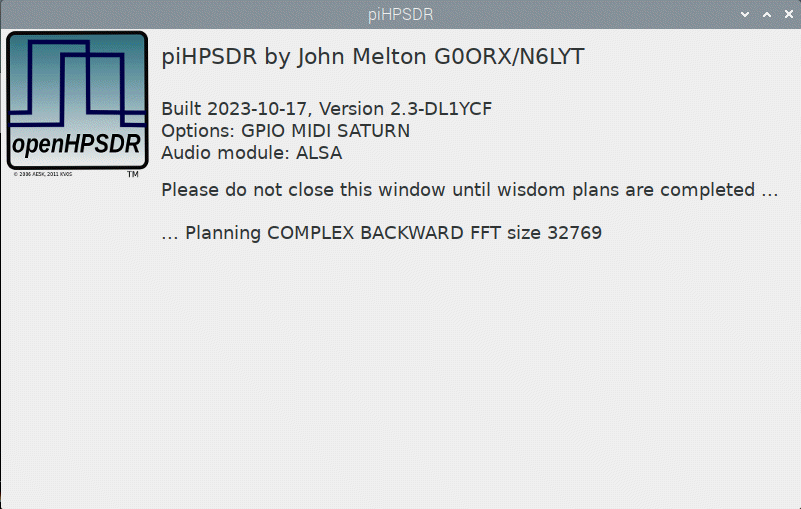 piHPSDR
piHPSDR by John Melton G0ORX/N6LYT
Built 2023-10-17, Version 2.3-DL1YCF
Options: GPIO MIDI SATURN
Audio module: ALSA
openHPSDR
© 2006 AE5K, 2011 KV0S TM
Please do not close this window until wisdom plans are completed ...
... Planning COMPLEX BACKWARD FFT size 32769